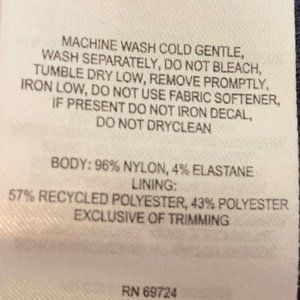 MACHINE WASH COLD GENTLE,
WASH SEPARATELY, DO NOT BLEACH,
TUMBLE DRY LOW, REMOVE PROMPTLY,
IRON LOW, DO NOT USE FABRIC SOFTENER,
IF PRESENT DO NOT IRON DECAL,
DO NOT DRYCLEAN
BODY: 96% NYLON, 4% ELASTANE
LINING:
57% RECYCLED POLYESTER, 43% POLYESTER
EXCLUSIVE OF TRIMMING
RN 69724